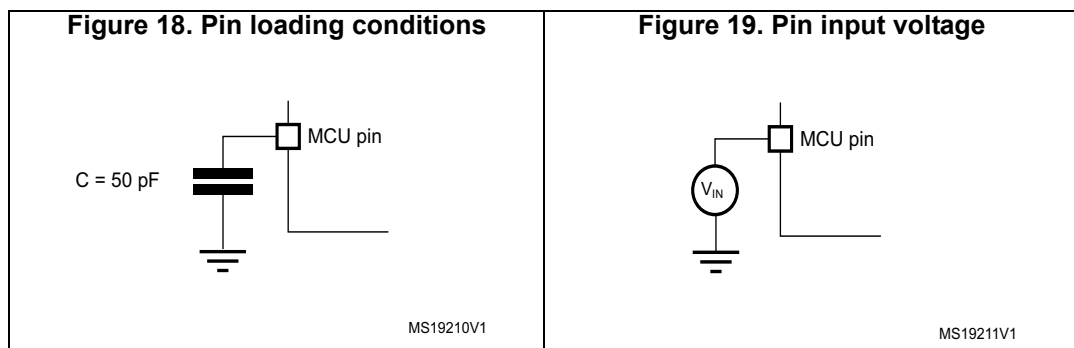 Figure 18. Pin loading conditions
MCU pin
C = 50 pF
MS19210V1
Figure 19. Pin input voltage
MCU pin
VIN
MS19211V1